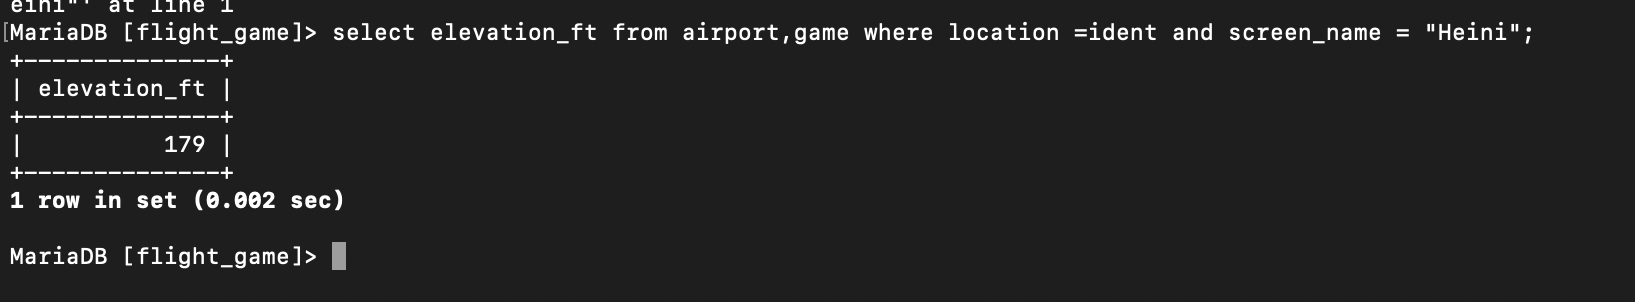 eini"' at line 1
[MariaDB [flight_game]> select elevation_ft from airport,game where location =ident and screen_name = "Heini";
+--------------+
| elevation_ft |
+--------------+
|          179 |
+--------------+
1 row in set (0.002 sec)
MariaDB [flight_game]>